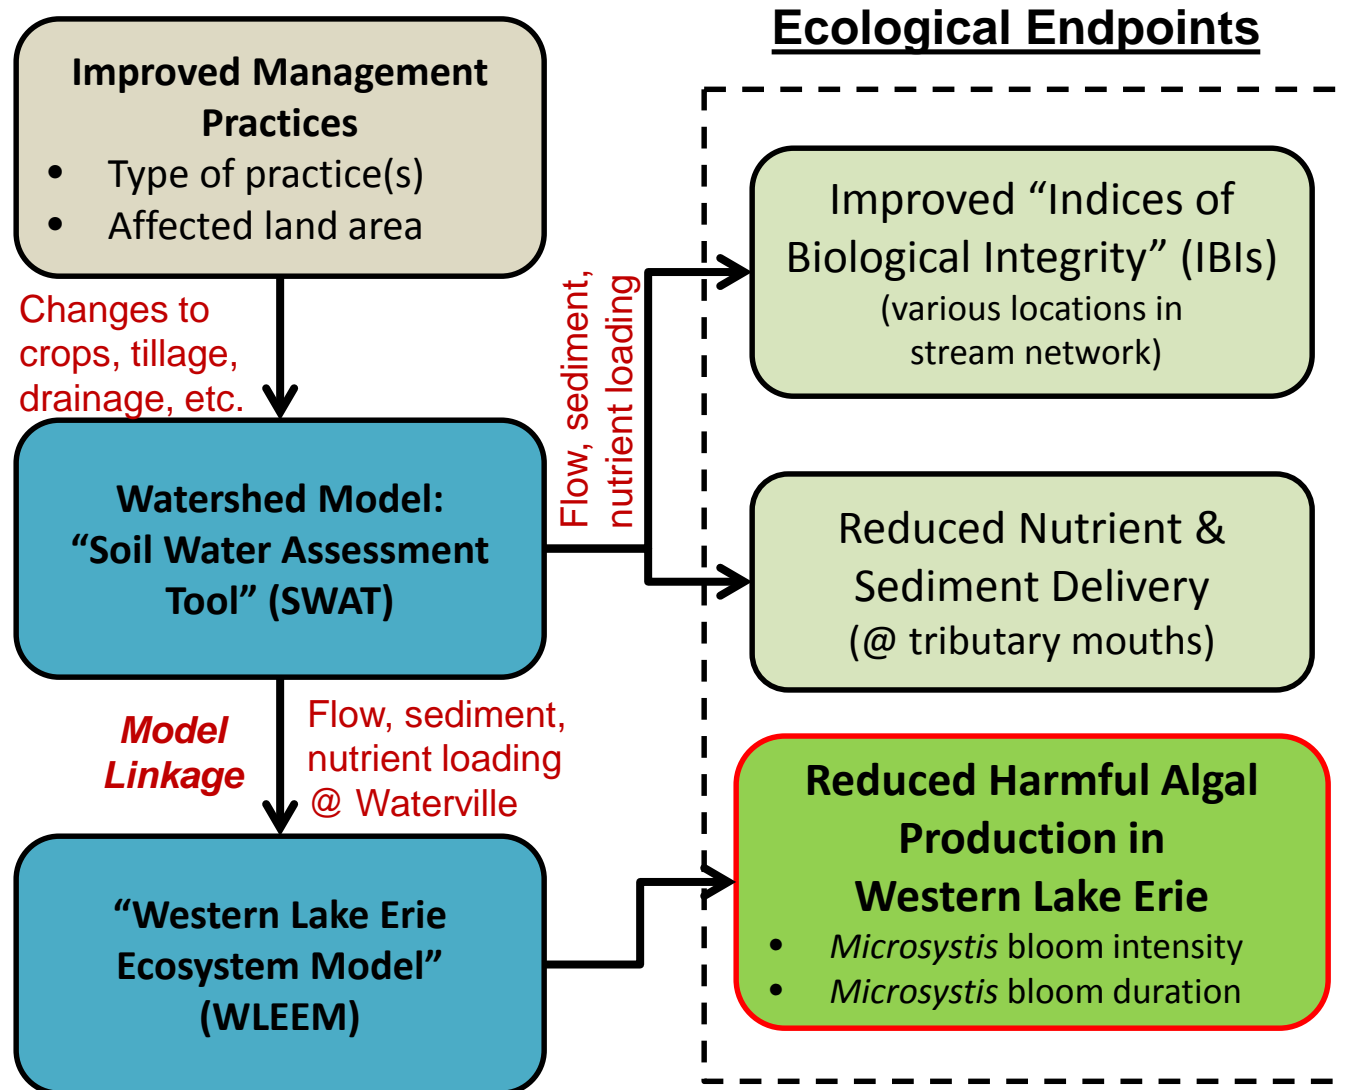 Ecological Endpoints
Improved Management
Practices
• Type of practice(s)
• Affected land area
Changes to
crops, tillage,
drainage, etc.
Watershed Model:
“Soil Water Assessment
Tool” (SWAT)
Flow, sediment,
nutrient loading
Improved “Indices of
Biological Integrity” (IBIs)
(various locations in
stream network)
Reduced Nutrient &
Sediment Delivery
(@ tributary mouths)
Model
Linkage
Flow, sediment,
nutrient loading
@ Waterville
“Western Lake Erie
Ecosystem Model”
(WLEEM)
Reduced Harmful Algal
Production in
Western Lake Erie
• Microsystis bloom intensity
• Microsystis bloom duration